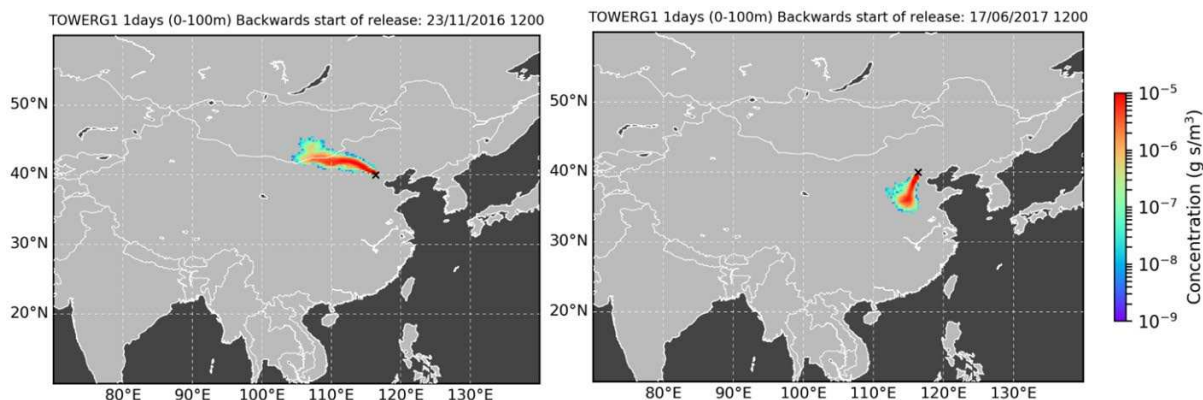 TOWERG1 1days (0-100m) Backwards start of release: 23/11/2016 1200
50°N
40°N
30°N
20°N
80°E 90°E 100°E 110°E 120°E 130°E
TOWERG1 1days (0-100m) Backwards start of release: 17/06/2017 1200
50°N
40°N
30°N
20°N
80°E 90°E 100°E 110°E 120°E 130°E
10⁻⁵
10⁻⁶
10⁻⁷
10⁻⁸
10⁻⁹
Concentration (g s/m³)